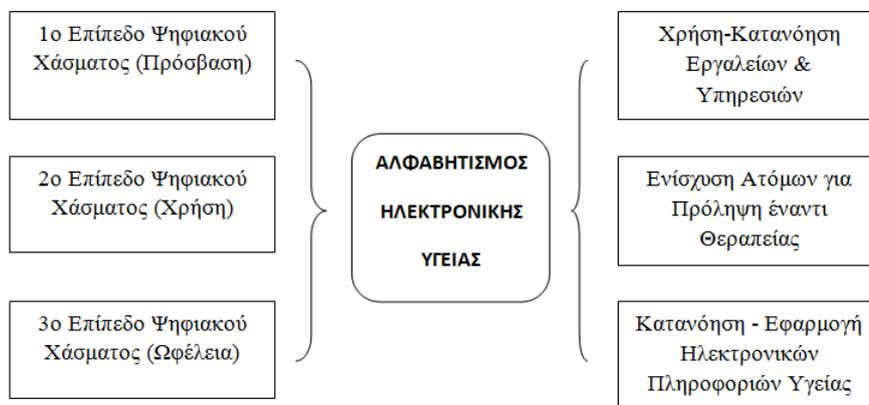 1ο Επίπεδο Ψηφιακού
Χάσματος (Πρόσβαση)
2ο Επίπεδο Ψηφιακού
Χάσματος (Χρήση)
3ο Επίπεδο Ψηφιακού
Χάσματος (Ωφέλεια)
ΑΛΦΑΒΗΤΙΣΜΟΣ
ΗΛΕΚΤΡΟΝΙΚΗΣ
ΥΓΕΙΑΣ
Χρήση-Κατανόηση
Εργαλείων &
Υπηρεσιών
Ενίσχυση Ατόμων για
Πρόληψη έναντι
Θεραπείας
Κατανόηση - Εφαρμογή
Ηλεκτρονικών
Πληροφοριών Υγείας